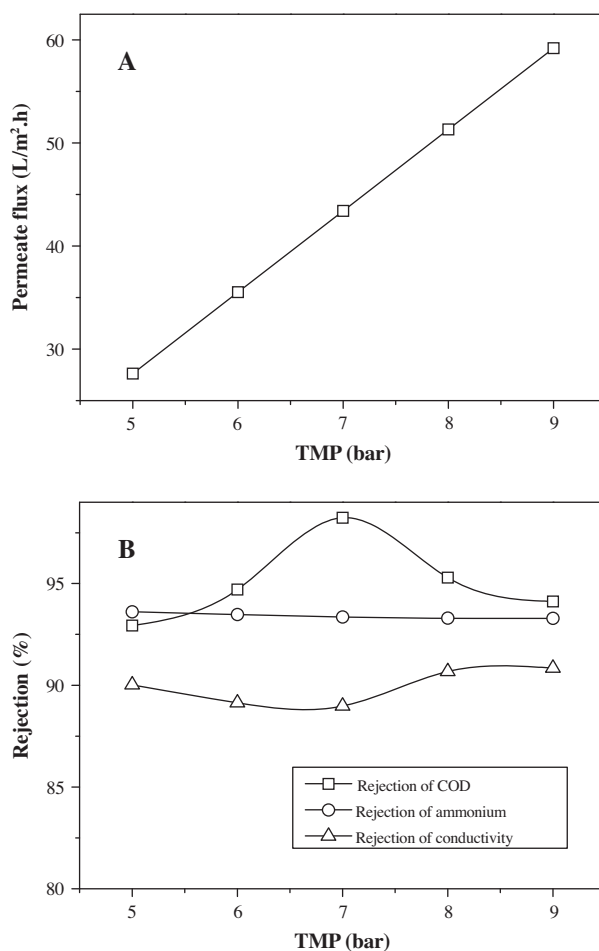 A
Permeate flux (L/m².h)
60
50
40
30
5 6 7 8 9
TMP (bar)
B
Rejection (%)
95
90
85
80
Rejection of COD
Rejection of ammonium
Rejection of conductivity
5 6 7 8 9
TMP (bar)